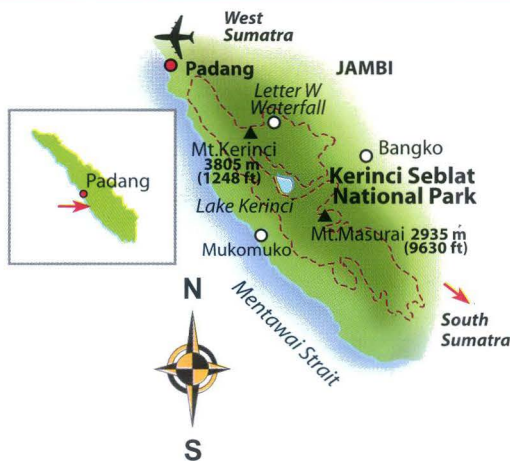 West
Sumatra
Padang
JAMBI
Letter W
Waterfall
Mt.Kerinci
3805 m
(1248 ft)
Bangko
Kerinci Seblat
National Park
Padang
Lake Kerinci
Mt.Masurai 2935 m
(9630 ft)
Mukomuko
Mentawai Strait
South
Sumatra
N
S